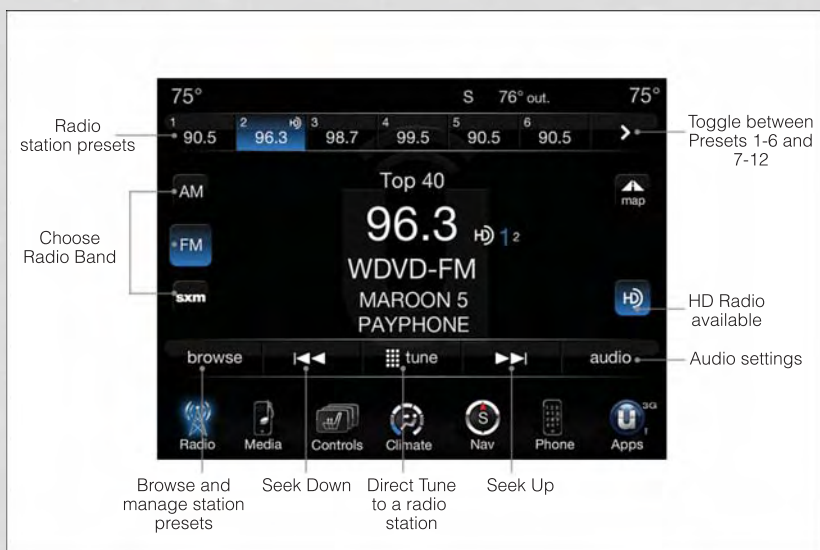 75°
S 76° out.
75°
1 90.5
2 96.3 HD
3 98.7
4 99.5
5 90.5
6 90.5
Radio
station presets
Toggle between
Presets 1-6 and
7-12
AM
FM
sxm
Choose
Radio Band
Top 40
96.3 HD 1 2
WDVD-FM
MAROON 5
PAYPHONE
map
HD
HD Radio
available
browse
tune
audio
Audio settings
Radio
Media
Controls
Climate
S
Nav
Phone
U
3G
Apps
Browse and
manage station
presets
Seek Down
Direct Tune
to a radio
station
Seek Up